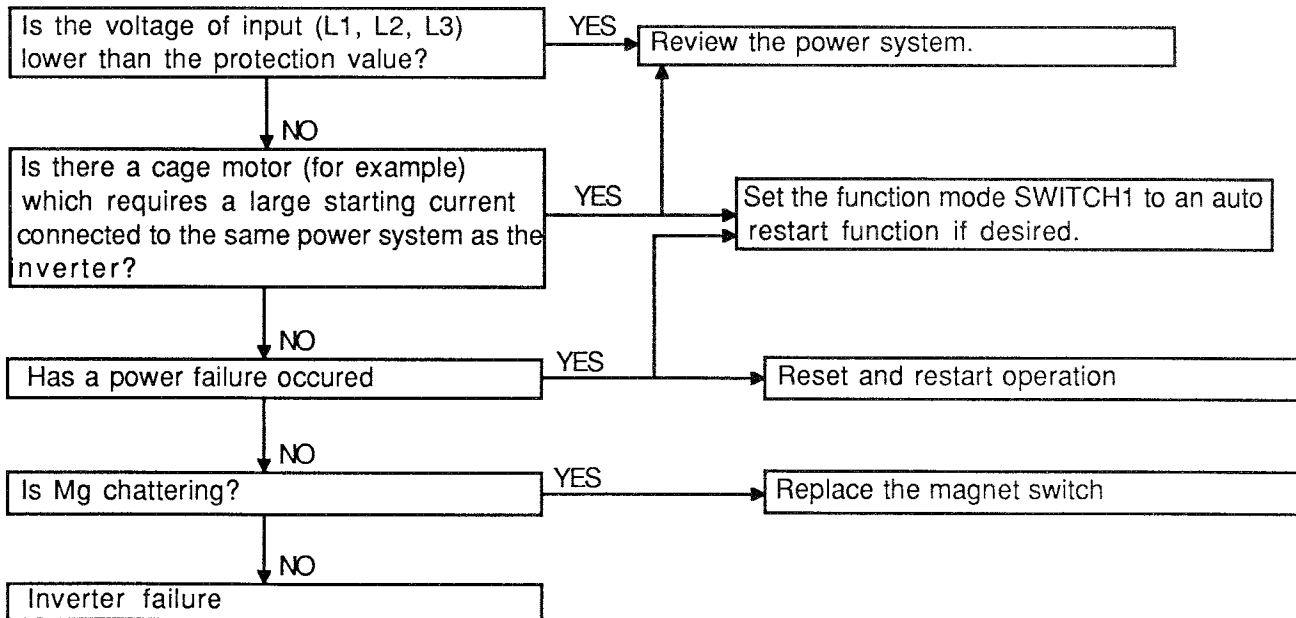 Is the voltage of input (L1, L2, L3)
lower than the protection value?
YES
Review the power system.
NO
Is there a cage motor (for example)
which requires a large starting current
connected to the same power system as the
inverter?
YES
Set the function mode SWITCH1 to an auto
restart function if desired.
NO
Has a power failure occured
YES
Reset and restart operation
NO
Is Mg chattering?
YES
Replace the magnet switch
NO
Inverter failure